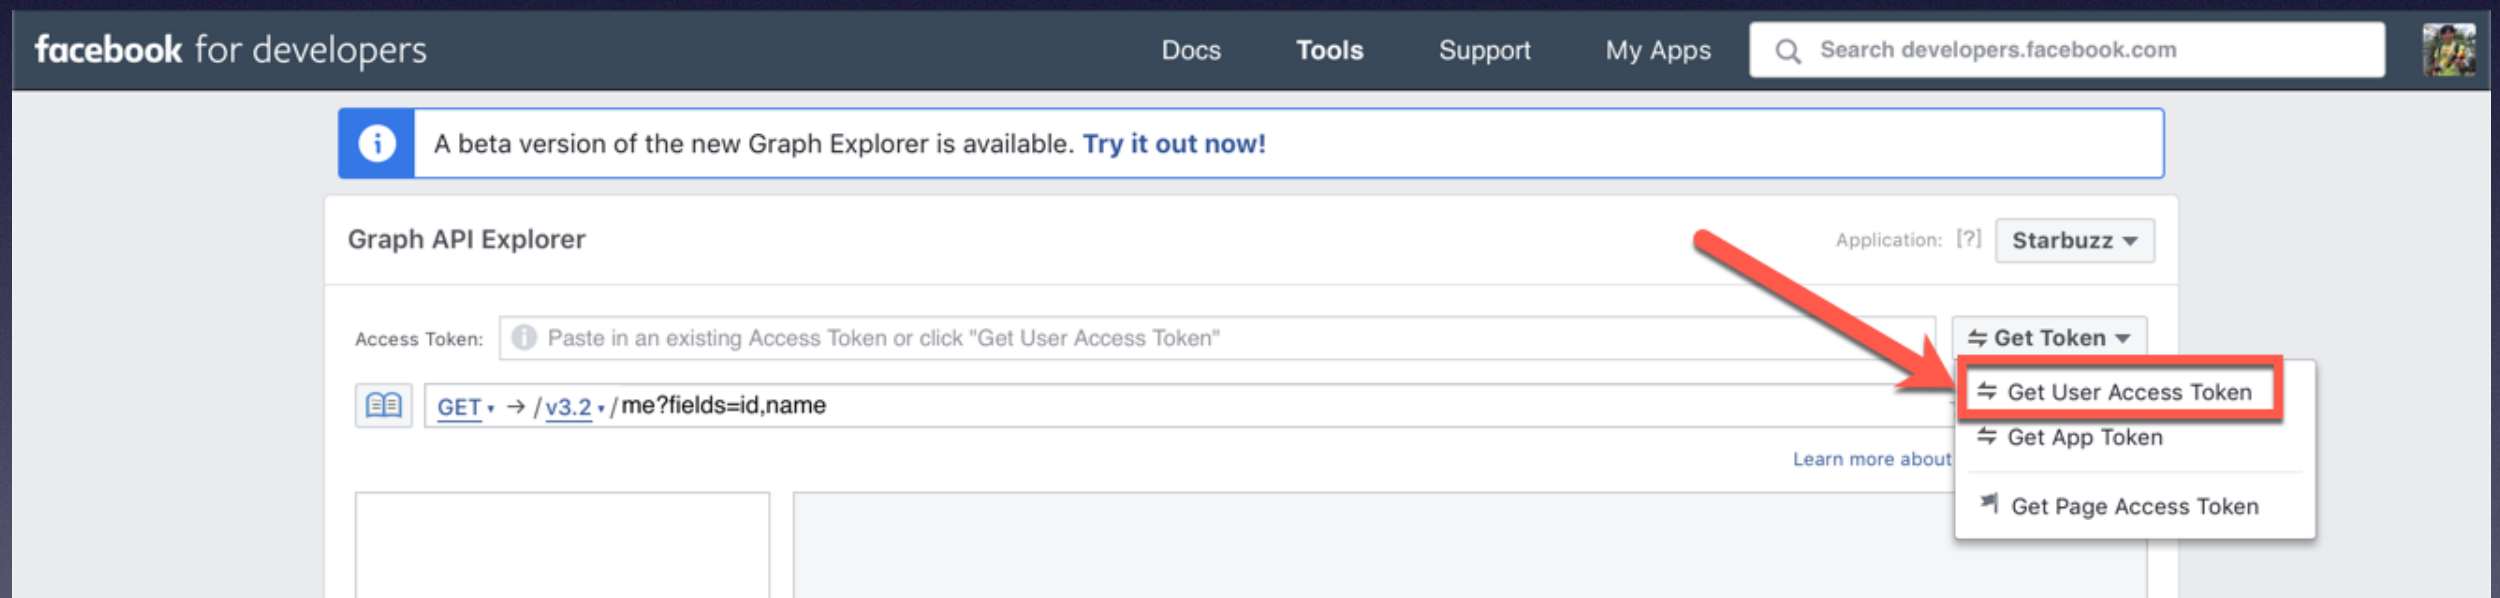 facebook for developers Docs Tools Support My Apps Search developers.facebook.com
A beta version of the new Graph Explorer is available. Try it out now!
Graph API Explorer Application: [?] Starbuzz
Access Token: Paste in an existing Access Token or click "Get User Access Token" Get Token
Get User Access Token
GET → / v3.2 / me?fields=id,name
Get App Token
Learn more about
Get Page Access Token